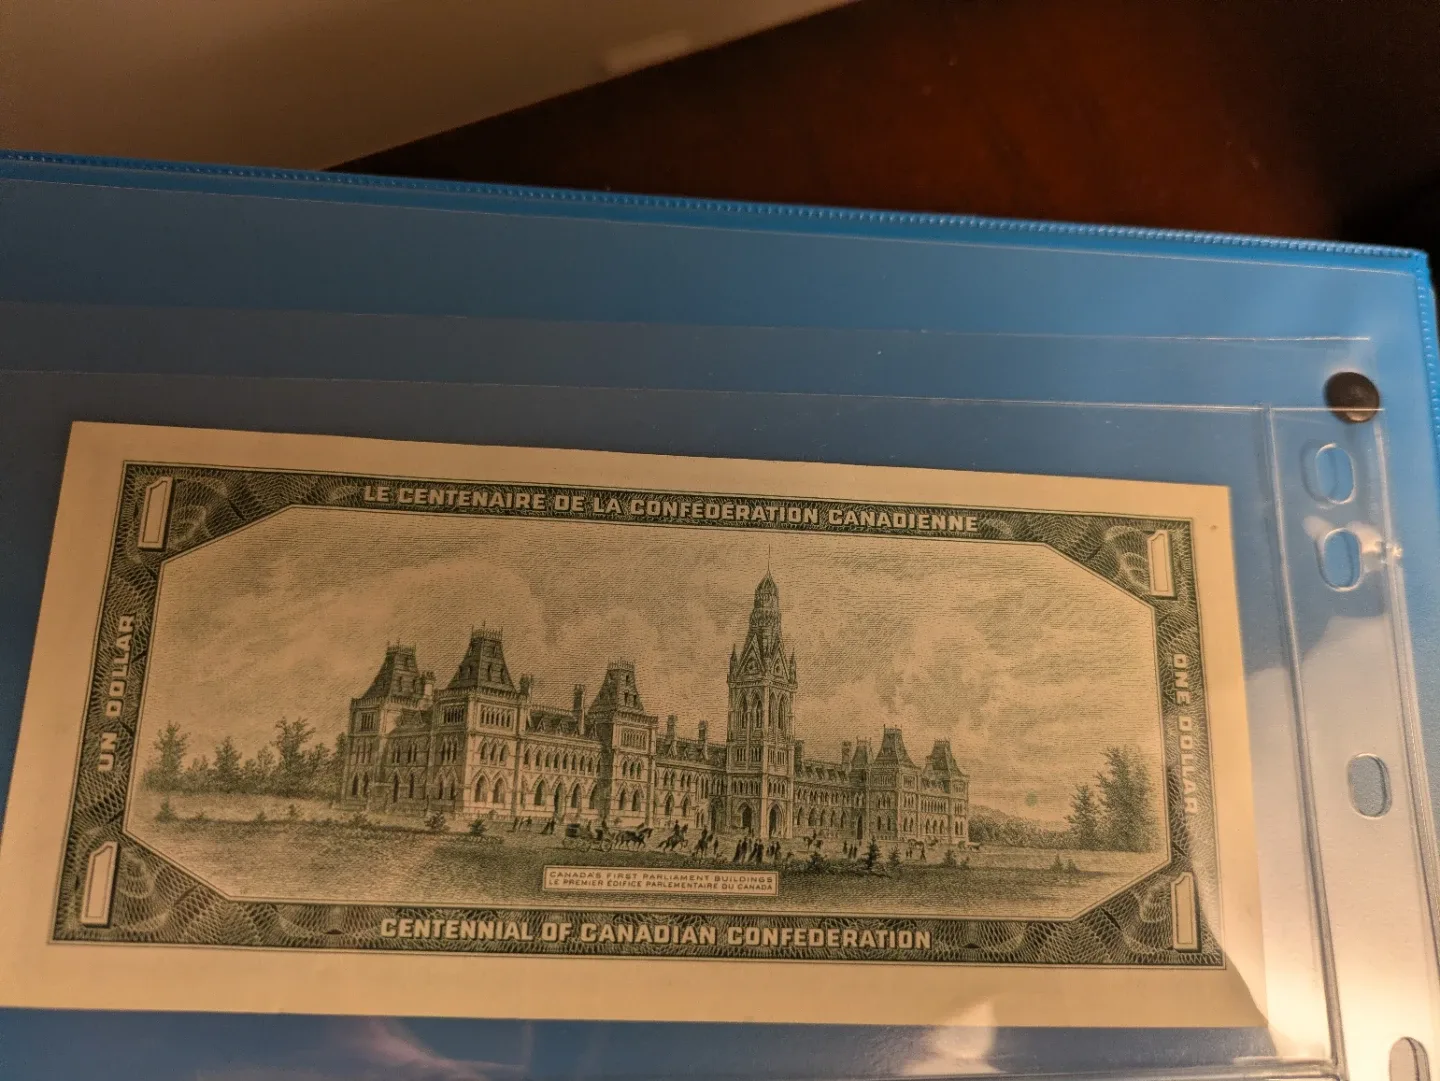 1
LE CENTENAIRE DE LA CONFÉDÉRATION CANADIENNE
1
UN DOLLAR
ONE DOLLAR
CANADA'S FIRST PARLIAMENT BUILDINGS
LE PREMIER ÉDIFICE PARLEMENTAIRE DU CANADA
1
CENTENNIAL OF CANADIAN CONFEDERATION
1